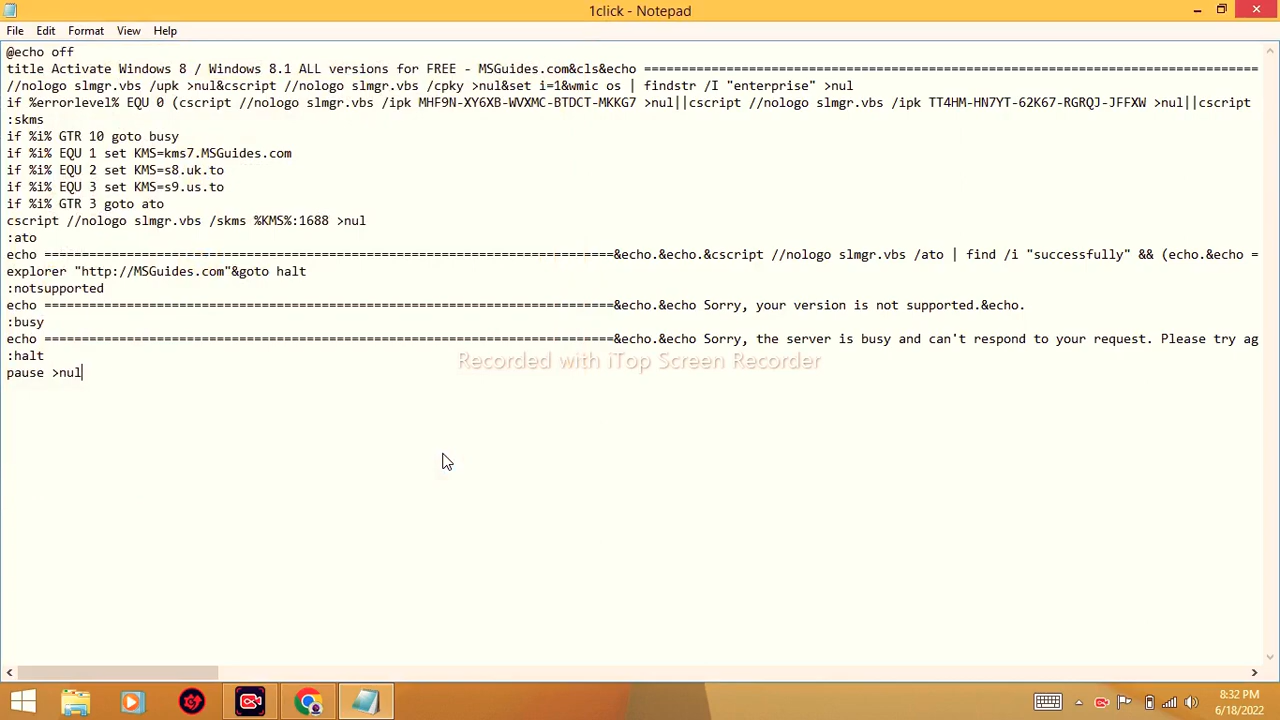 1click - Notepad
File Edit Format View Help
@echo off
title Activate Windows 8 / Windows 8.1 ALL versions for FREE - MSGuides.com&cls&echo ==================================================================================
//nologo slmgr.vbs /upk >nul&cscript //nologo slmgr.vbs /cpky >nul&set i=1&wmic os | findstr /I "enterprise" >nul
if %errorlevel% EQU 0 (cscript //nologo slmgr.vbs /ipk MHF9N-XY6XB-WVXMC-BTDCT-MKKG7 >nul||cscript //nologo slmgr.vbs /ipk TT4HM-HN7YT-62K67-RGRQJ-JFFXW >nul||cscript
:skms
if %i% GTR 10 goto busy
if %i% EQU 1 set KMS=kms7.MSGuides.com
if %i% EQU 2 set KMS=s8.uk.to
if %i% EQU 3 set KMS=s9.us.to
if %i% GTR 3 goto ato
cscript //nologo slmgr.vbs /skms %KMS%:1688 >nul
:ato
echo ============================================================================&echo.&echo.&cscript //nologo slmgr.vbs /ato | find /i "successfully" && (echo.&echo =
explorer "http://MSGuides.com"&goto halt
:notsupported
echo ============================================================================&echo.&echo Sorry, your version is not supported.&echo.
:busy
echo ============================================================================&echo.&echo Sorry, the server is busy and can't respond to your request. Please try ag
:halt
pause >nul
Recorded with iTop Screen Recorder
8:32 PM
6/18/2022